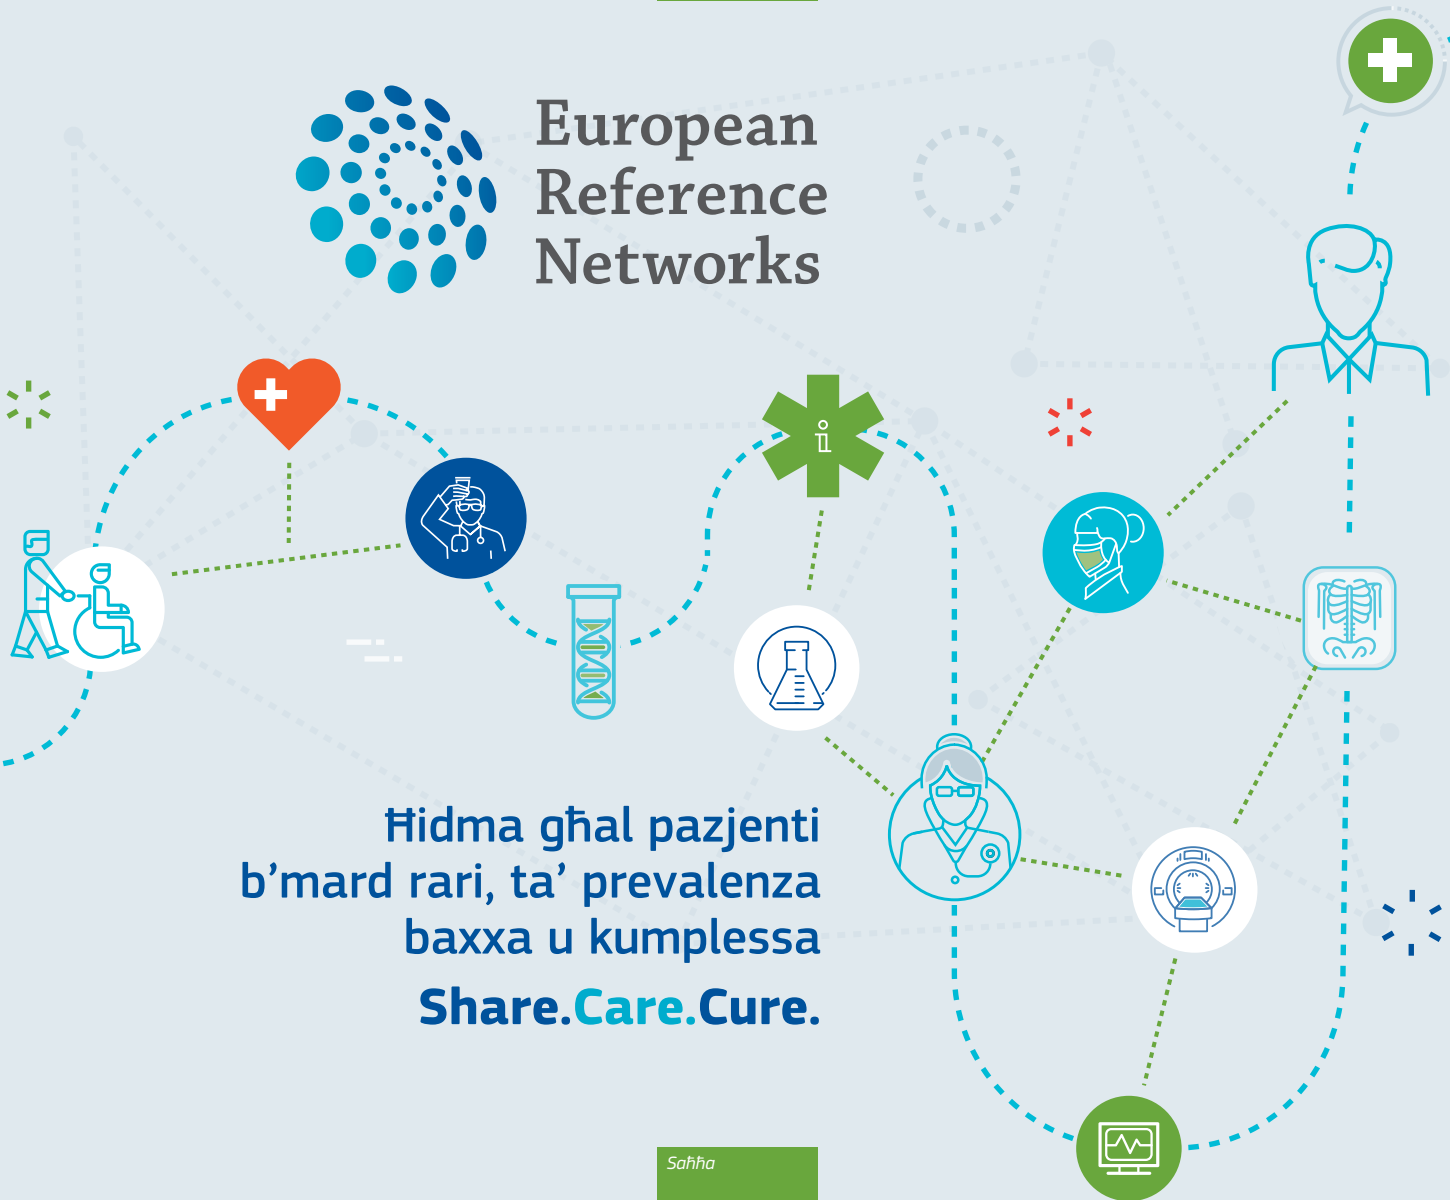 European
Reference
Networks
i
Ħidma għal pazjenti
b’mard rari, ta’ prevalenza
baxxa u kumplessa
Share.Care.Cure.
Saħħa